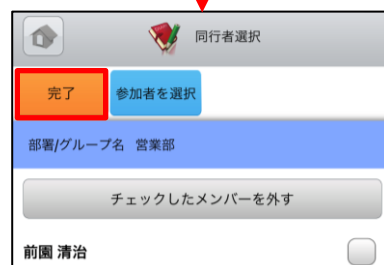 同行者選択
完了 参加者を選択
部署/グループ名 営業部
チェックしたメンバーを外す
前園 清治